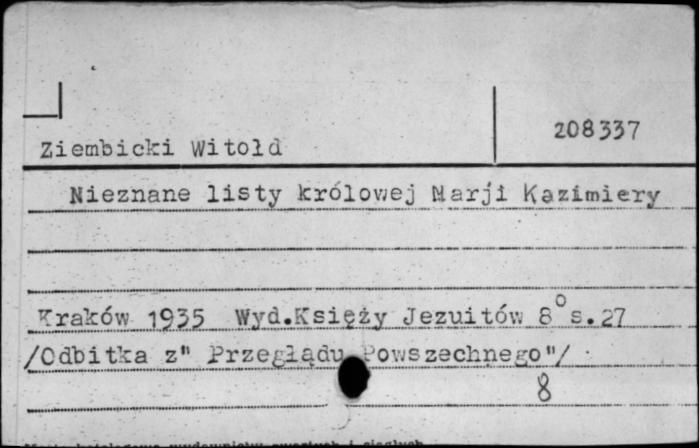 208337
Ziembicki Witold
Nieznane listy królowej Marji Kazimiery
Kraków 1935 Wyd.Księży Jezuitów 8° s.27
/Odbitka z" Przeglądu Powszechnego"/
8